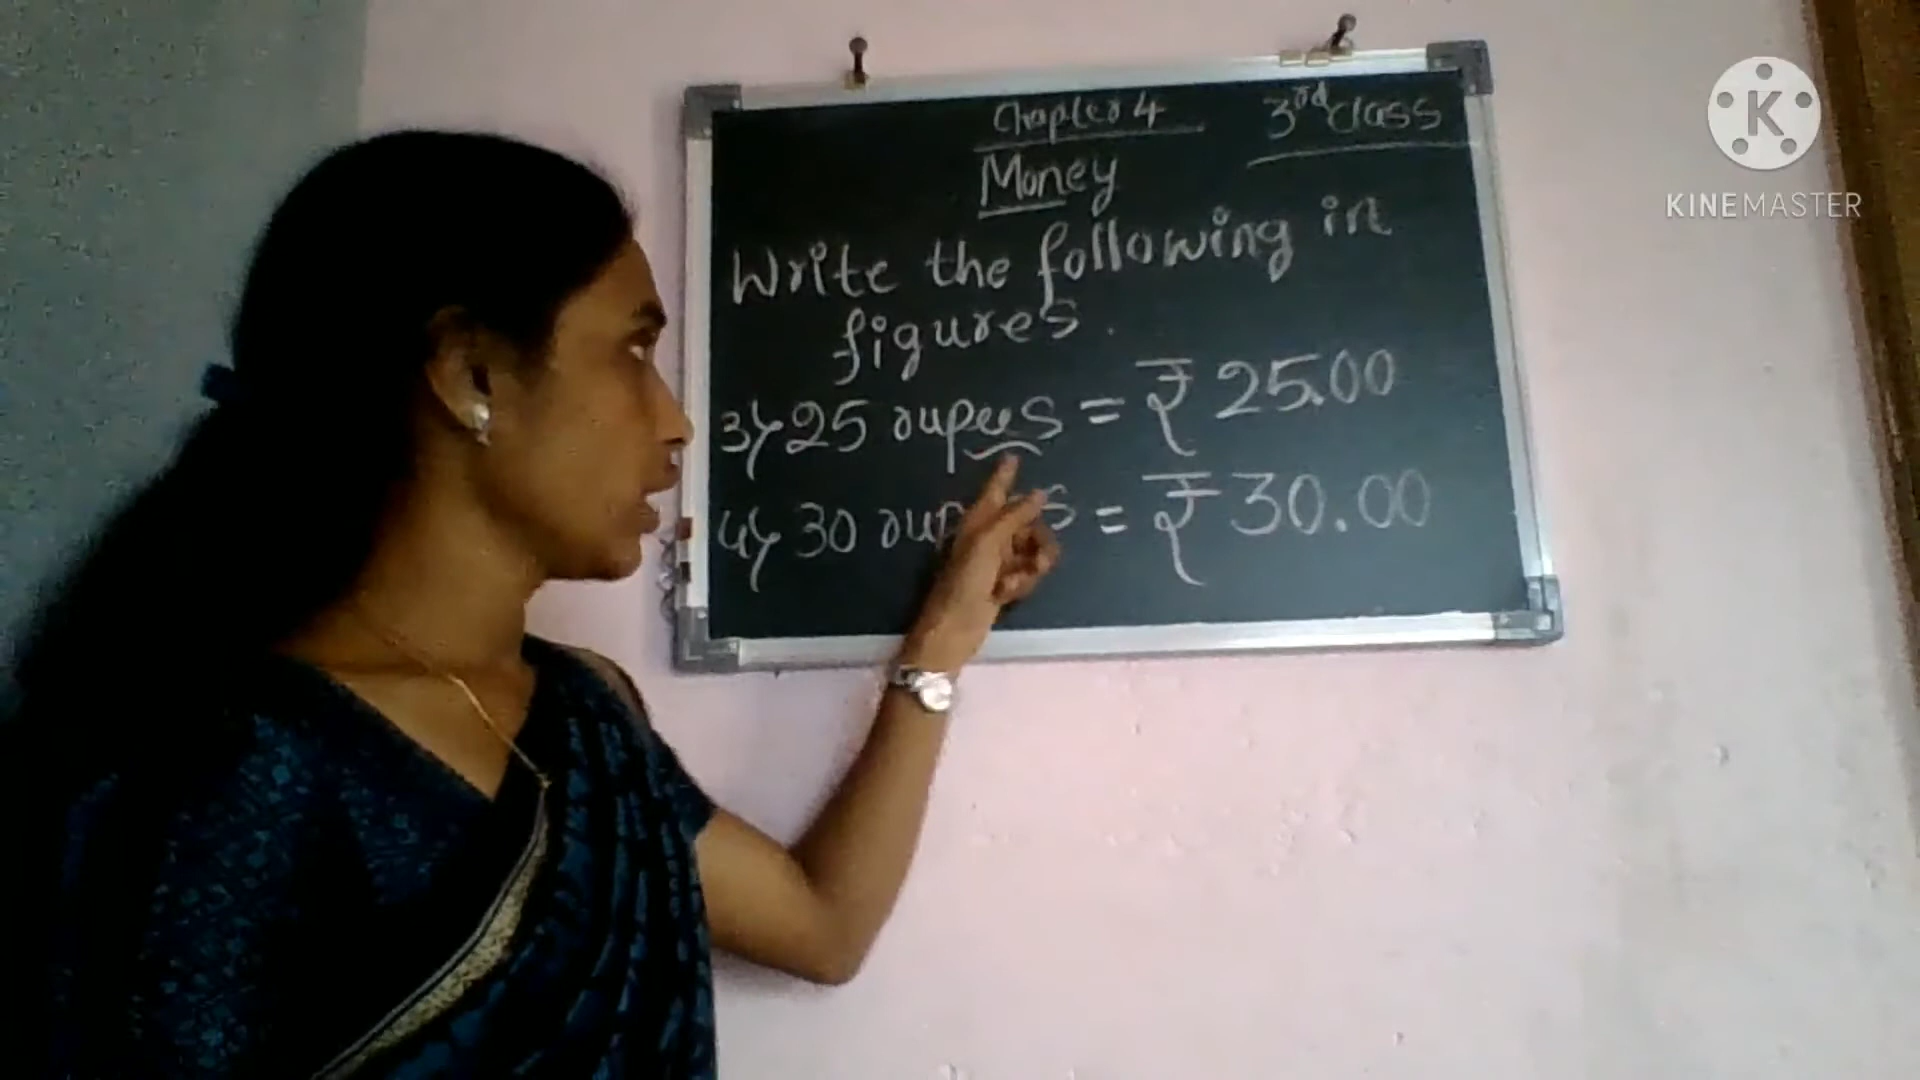 Chapter 4
3rd class
Money
Write the following in
figures.
3) 25 rupees = ₹ 25.00
4) 30 rupees = ₹ 30.00
K
KINEMASTER